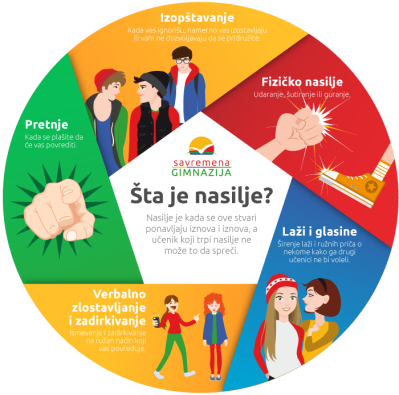 Izopštavanje
Kada vas ignorišu, namerno vas izostavljaju
ili vam ne dozvoljavaju da se pridružite.
Fizičko nasilje
Udaranje, šutiranje ili guranje.
Pretnje
Kada se plašite da
će vas povrediti.
savremena
GIMNAZIJA
Šta je nasilje?
Nasilje je kada se ove stvari
ponavljaju iznova i iznova, a
učenik koji trpi nasilje ne
može to da spreči.
Laži i glasine
Širenje laži i ružnih priča o
nekome kako ga drugi
učenici ne bi voleli.
Verbalno
zlostavljanje
i zadirkivanje
Ismevanje i zadirkivanje
na ružan način koji
vas povređuje.